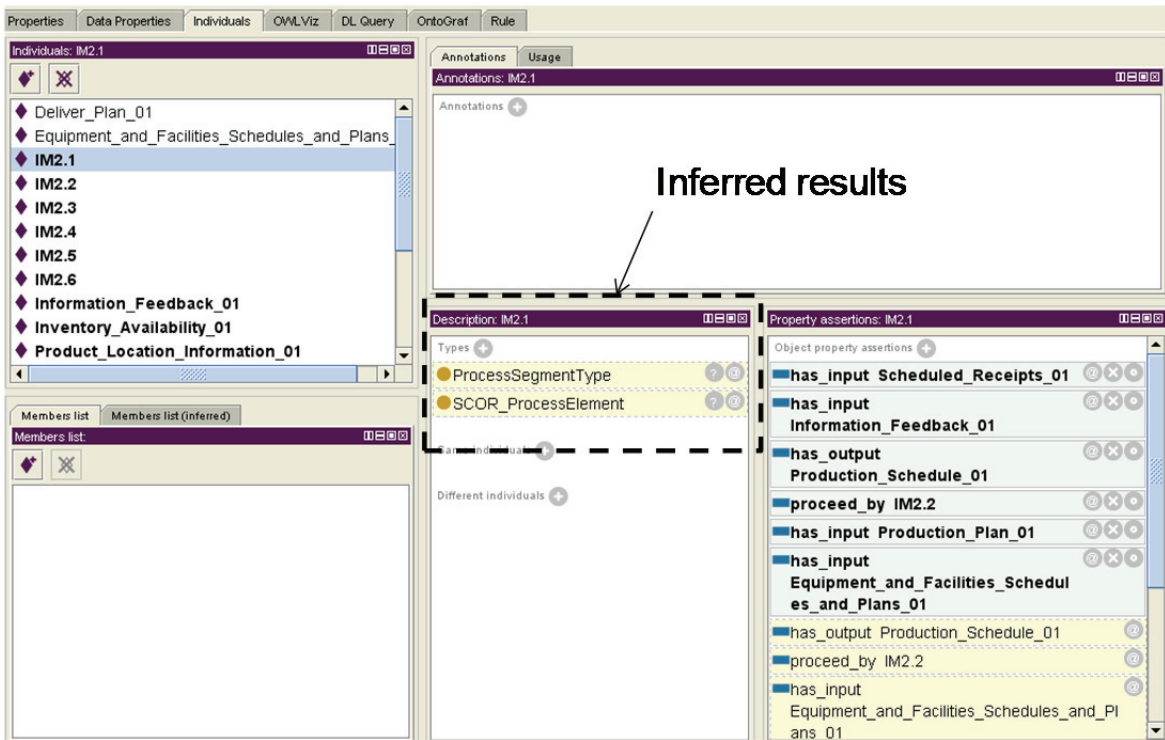 Properties Data Properties Individuals OWLViz DL Query OntoGraf Rule
Individuals: IM2.1
Deliver_Plan_01
Equipment_and_Facilities_Schedules_and_Plans_
IM2.1
IM2.2
IM2.3
IM2.4
IM2.5
IM2.6
Information_Feedback_01
Inventory_Availability_01
Product_Location_Information_01
Members list Members list (inferred)
Members list:
Annotations Usage
Annotations: IM2.1
Annotations
Inferred results
Description: IM2.1
Types
ProcessSegmentType
SCOR_ProcessElement
Same individuals
Different individuals
Property assertions: IM2.1
Object property assertions
has_input Scheduled_Receipts_01
has_input
Information_Feedback_01
has_output
Production_Schedule_01
proceed_by IM2.2
has_input Production_Plan_01
has_input
Equipment_and_Facilities_Schedul
es_and_Plans_01
has_output Production_Schedule_01
proceed_by IM2.2
has_input
Equipment_and_Facilities_Schedules_and_Pl
ans_01